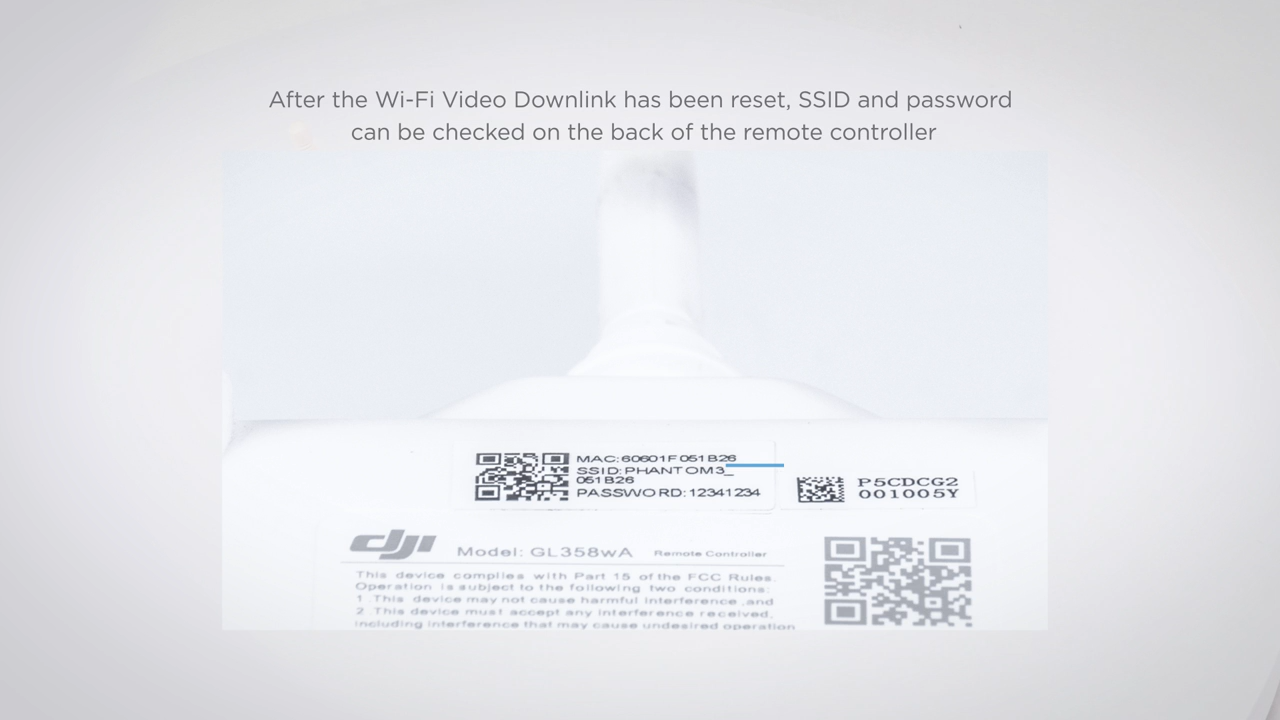 After the Wi-Fi Video Downlink has been reset, SSID and password
can be checked on the back of the remote controller
MAC:60601F051B26
SSID:PHANTOM3_
051B26
PASSWORD:12341234
P5CDCG2
001005Y
dji
Model: GL358wA Remote Controller
This device complies with Part 15 of the FCC Rules.
Operation is subject to the following two conditions:
1. This device may not cause harmful interference ,and
2 .This device must accept any interference received,
including interference that may cause undesired operation